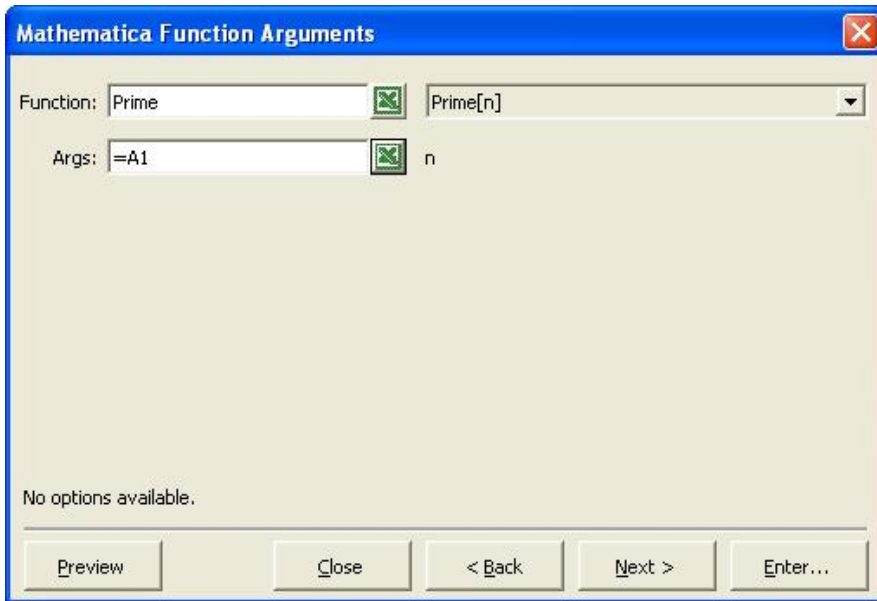 Mathematica Function Arguments
Function: Prime Prime[n]
Args: =A1 n
No options available.
Preview Close < Back Next > Enter...